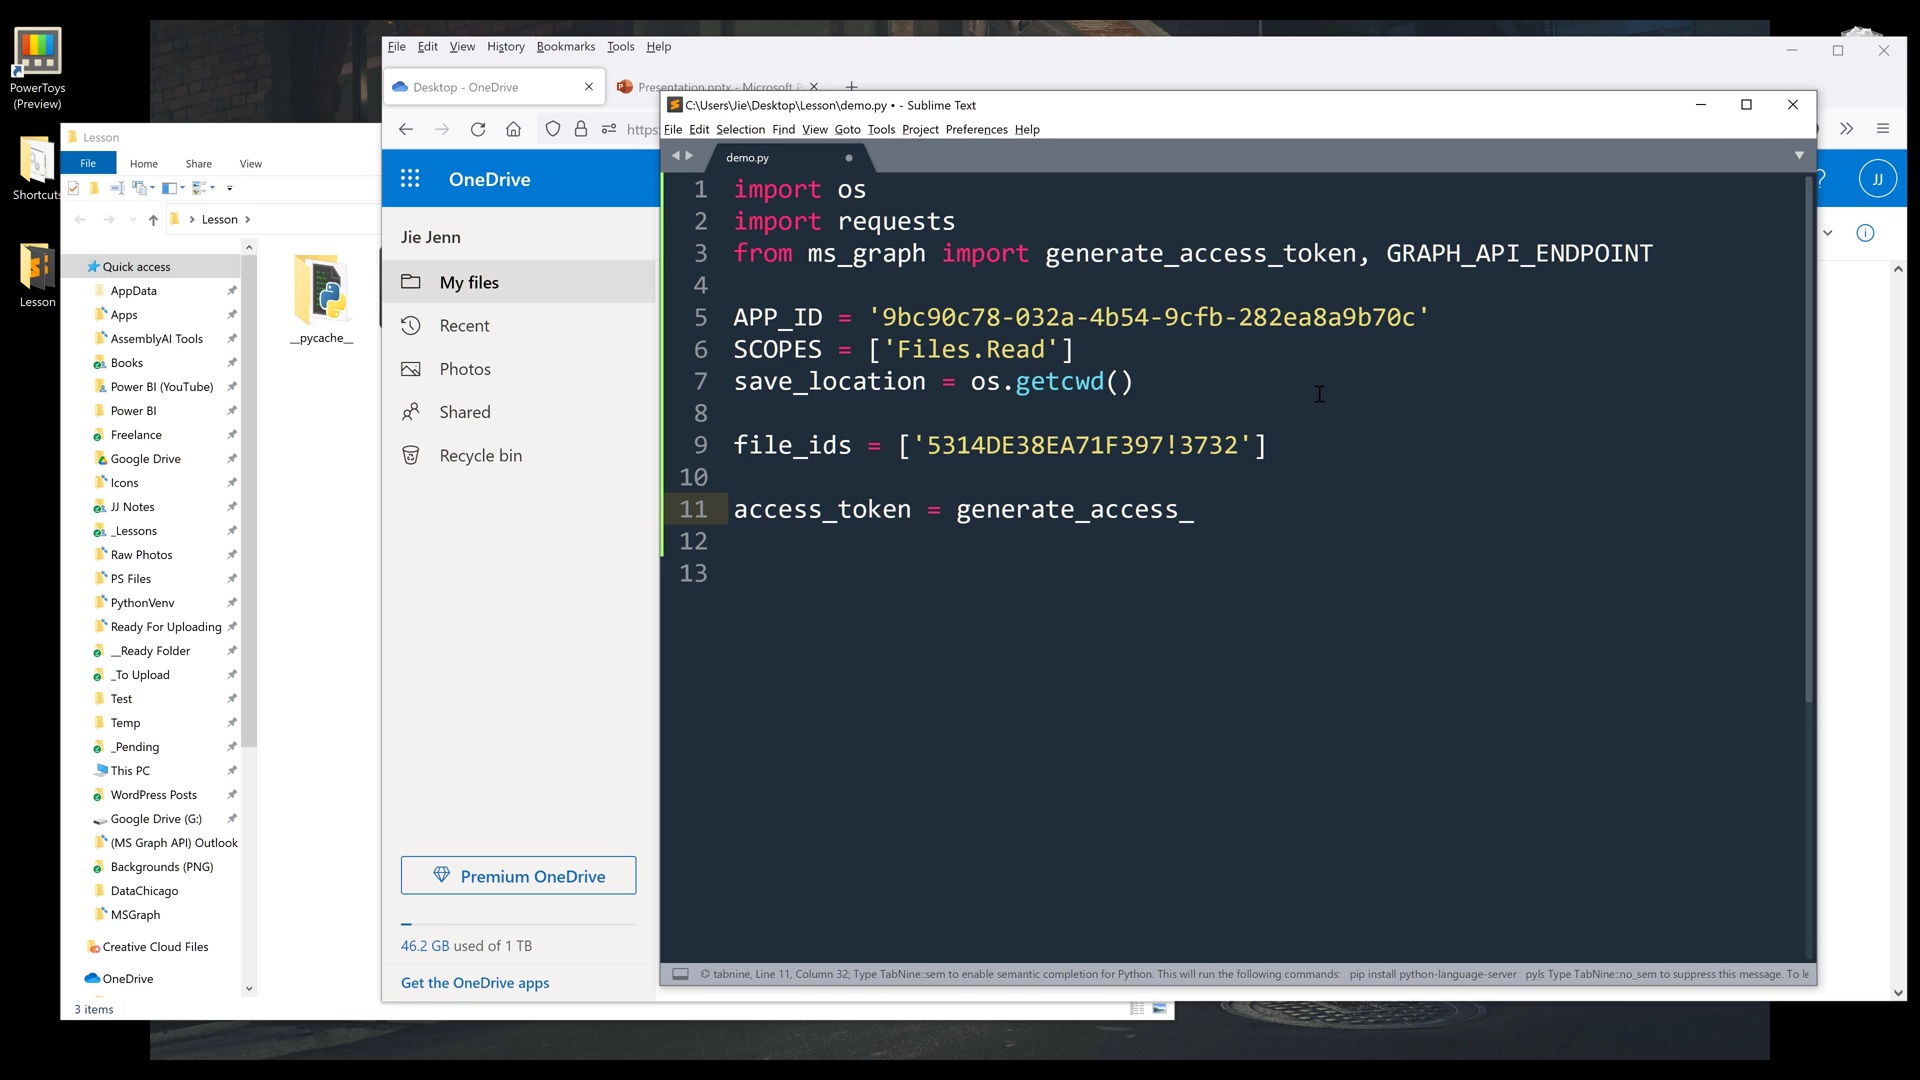 PowerToys
(Preview)
Shortcuts
Lesson
Lesson
File
Home
Share
View
Lesson
Quick access
AppData
Apps
AssemblyAI Tools
Books
Power BI (YouTube)
Power BI
Freelance
Google Drive
Icons
JJ Notes
_Lessons
Raw Photos
PS Files
PythonVenv
Ready For Uploading
__Ready Folder
_To Upload
Test
Temp
_Pending
This PC
WordPress Posts
Google Drive (G:)
(MS Graph API) Outlook
Backgrounds (PNG)
DataChicago
MSGraph
Creative Cloud Files
OneDrive
3 items
__pycache__
File Edit View History Bookmarks Tools Help
Desktop - OneDrive
Presentation.pptx - Microsoft
https:
OneDrive
JJ
Jie Jenn
My files
Recent
Photos
Shared
Recycle bin
Premium OneDrive
46.2 GB used of 1 TB
Get the OneDrive apps
C:\Users\Jie\Desktop\Lesson\demo.py • - Sublime Text
File Edit Selection Find View Goto Tools Project Preferences Help
demo.py
1 import os
2 import requests
3 from ms_graph import generate_access_token, GRAPH_API_ENDPOINT
4
5 APP_ID = '9bc90c78-032a-4b54-9cfb-282ea8a9b70c'
6 SCOPES = ['Files.Read']
7 save_location = os.getcwd()
8
9 file_ids = ['5314DE38EA71F397!3732']
10
11 access_token = generate_access_
12
13
© tabnine, Line 11, Column 32; Type TabNine::sem to enable semantic completion for Python. This will run the following commands: pip install python-language-server pyls Type TabNine::no_sem to suppress this message. To le